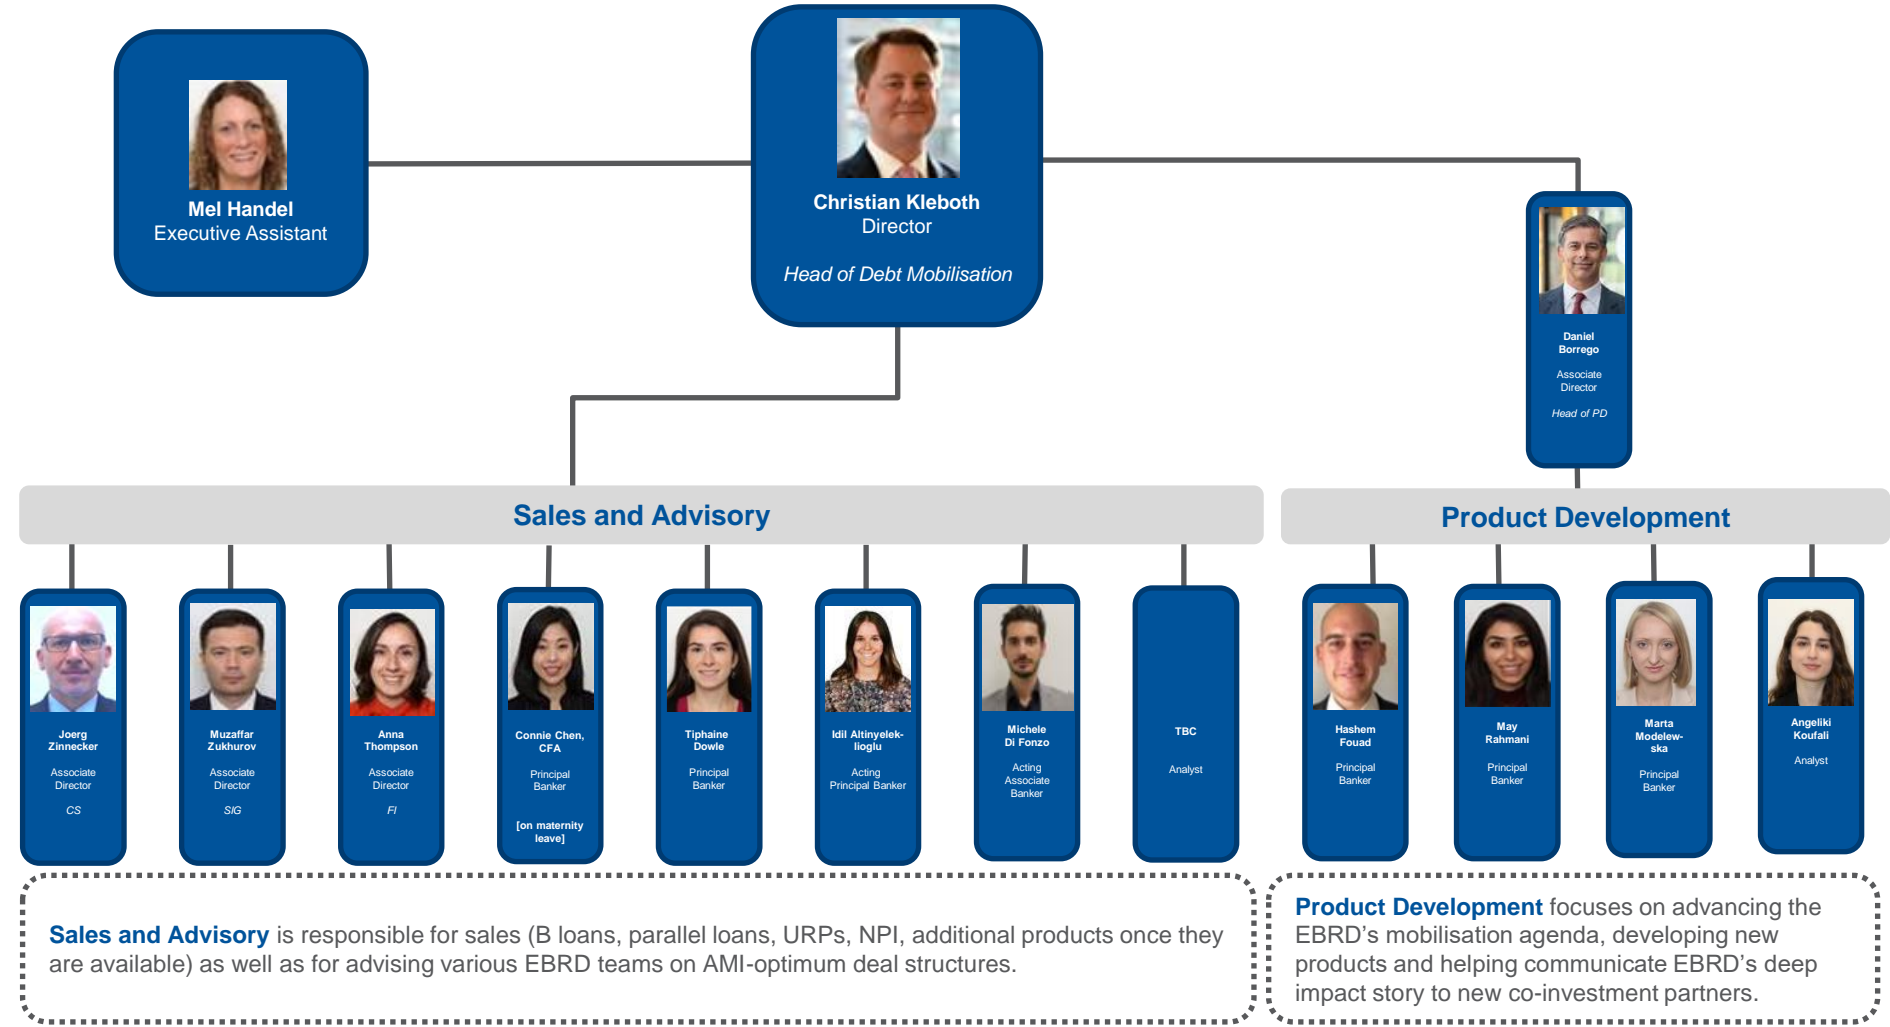 Mel Handel
Executive Assistant
Christian Kleboth
Director
Head of Debt Mobilisation
Daniel
Borrego
Associate
Director
Head of PD
Sales and Advisory
Product Development
Joerg
Zinnecker
Associate
Director
CS
Muzaffar
Zukhurov
Associate
Director
SIG
Anna
Thompson
Associate
Director
FI
Connie Chen,
CFA
Principal
Banker
[on maternity
leave]
Tiphaine
Dowle
Principal
Banker
Idil Altinyelek-
lioglu
Acting
Principal Banker
Michele
Di Fonzo
Acting
Associate
Banker
TBC
Analyst
Hashem
Fouad
Principal
Banker
May
Rahmani
Principal
Banker
Marta
Modelew-
ska
Principal
Banker
Angeliki
Koufali
Analyst
Sales and Advisory is responsible for sales (B loans, parallel loans, URPs, NPI, additional products once they
are available) as well as for advising various EBRD teams on AMI-optimum deal structures.
Product Development focuses on advancing the
EBRD's mobilisation agenda, developing new
products and helping communicate EBRD's deep
impact story to new co-investment partners.